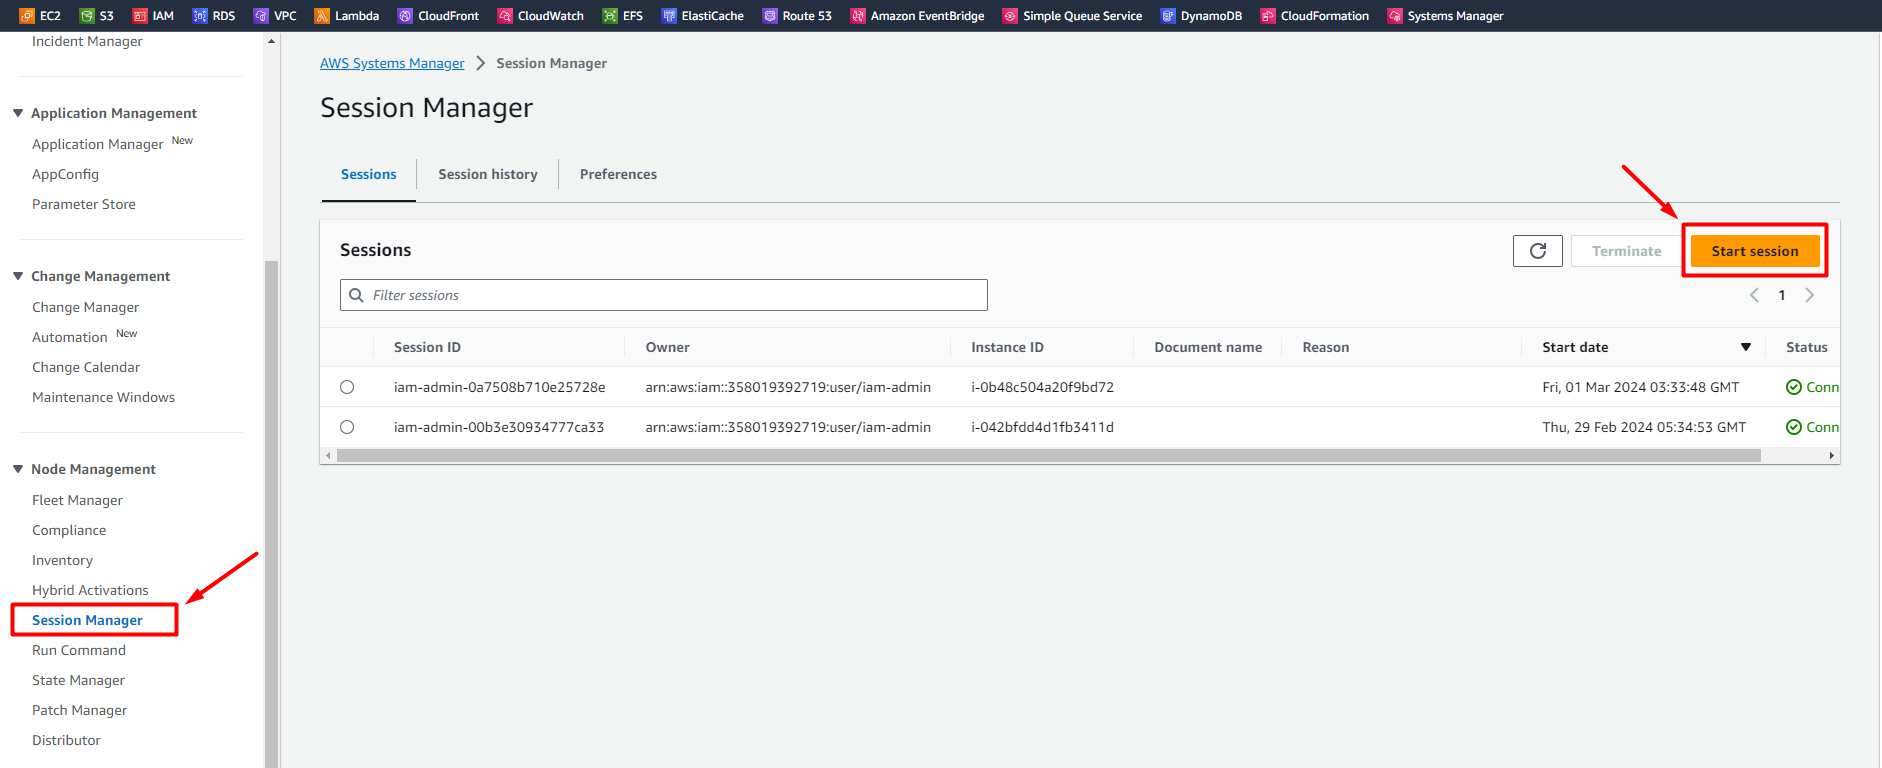 EC2 S3 IAM RDS VPC Lambda CloudFront CloudWatch EFS ElastiCache Route 53 Amazon EventBridge Simple Queue Service DynamoDB CloudFormation Systems Manager
Incident Manager
Application Management
Application Manager New
AppConfig
Parameter Store
Change Management
Change Manager
Automation New
Change Calendar
Maintenance Windows
Node Management
Fleet Manager
Compliance
Inventory
Hybrid Activations
Session Manager
Run Command
State Manager
Patch Manager
Distributor
AWS Systems Manager > Session Manager
Session Manager
Sessions Session history Preferences
Sessions
Terminate Start session
Filter sessions
1
Session ID Owner Instance ID Document name Reason Start date Status
iam-admin-0a7508b710e25728e arn:aws:iam::358019392719:user/iam-admin i-0b48c504a20f9bd72 Fri, 01 Mar 2024 03:33:48 GMT Conn
iam-admin-00b3e30934777ca33 arn:aws:iam::358019392719:user/iam-admin i-042bfdd4d1fb3411d Thu, 29 Feb 2024 05:34:53 GMT Conn